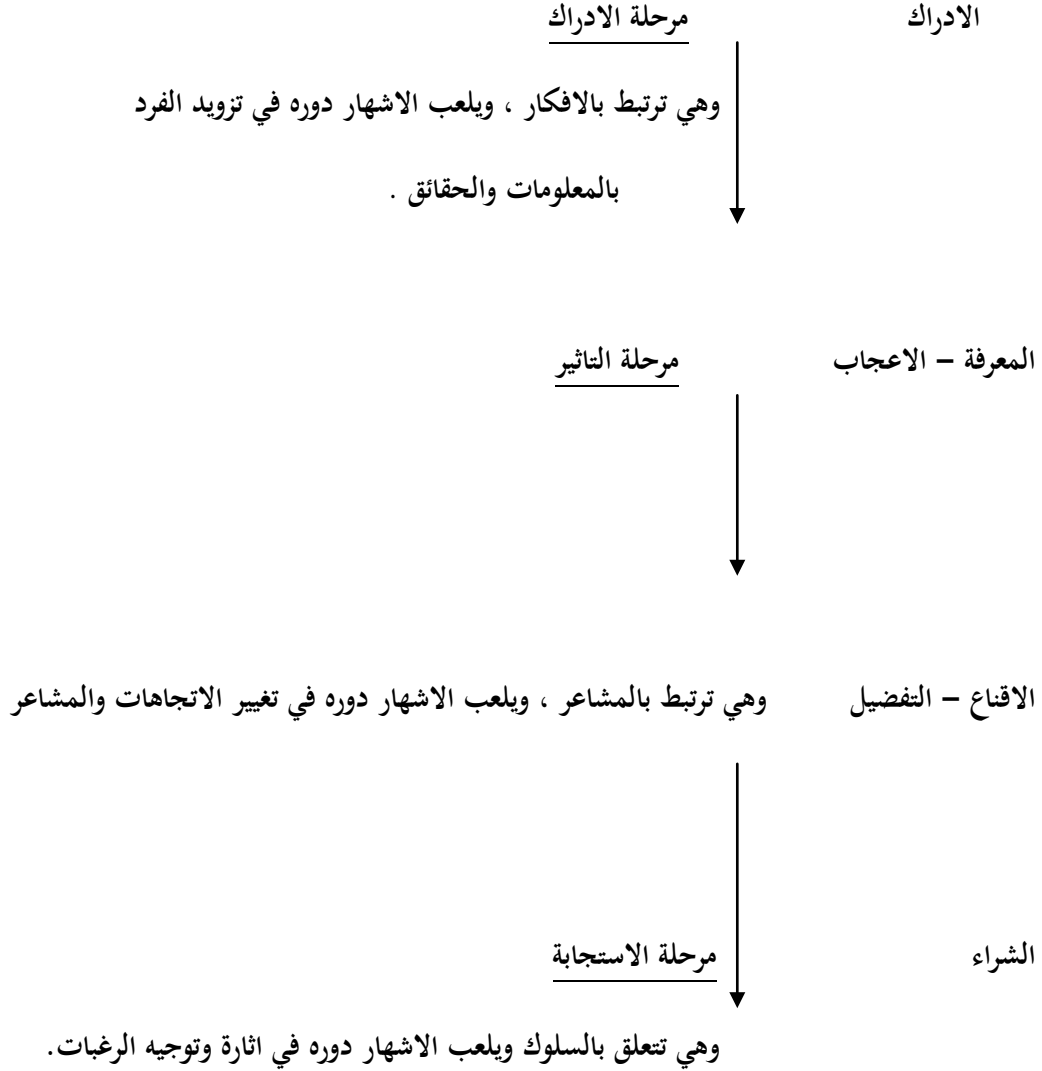 الادراك مرحلة الادراك
وهي ترتبط بالافكار ، ويلعب الاشهار دوره في تزويد الفرد
بالمعلومات والحقائق .
المعرفة – الاعجاب مرحلة التاثير
الاقناع – التفضيل وهي ترتبط بالمشاعر ، ويلعب الاشهار دوره في تغيير الاتجاهات والمشاعر
الشراء مرحلة الاستجابة
وهي تتعلق بالسلوك ويلعب الاشهار دوره في اثارة وتوجيه الرغبات.